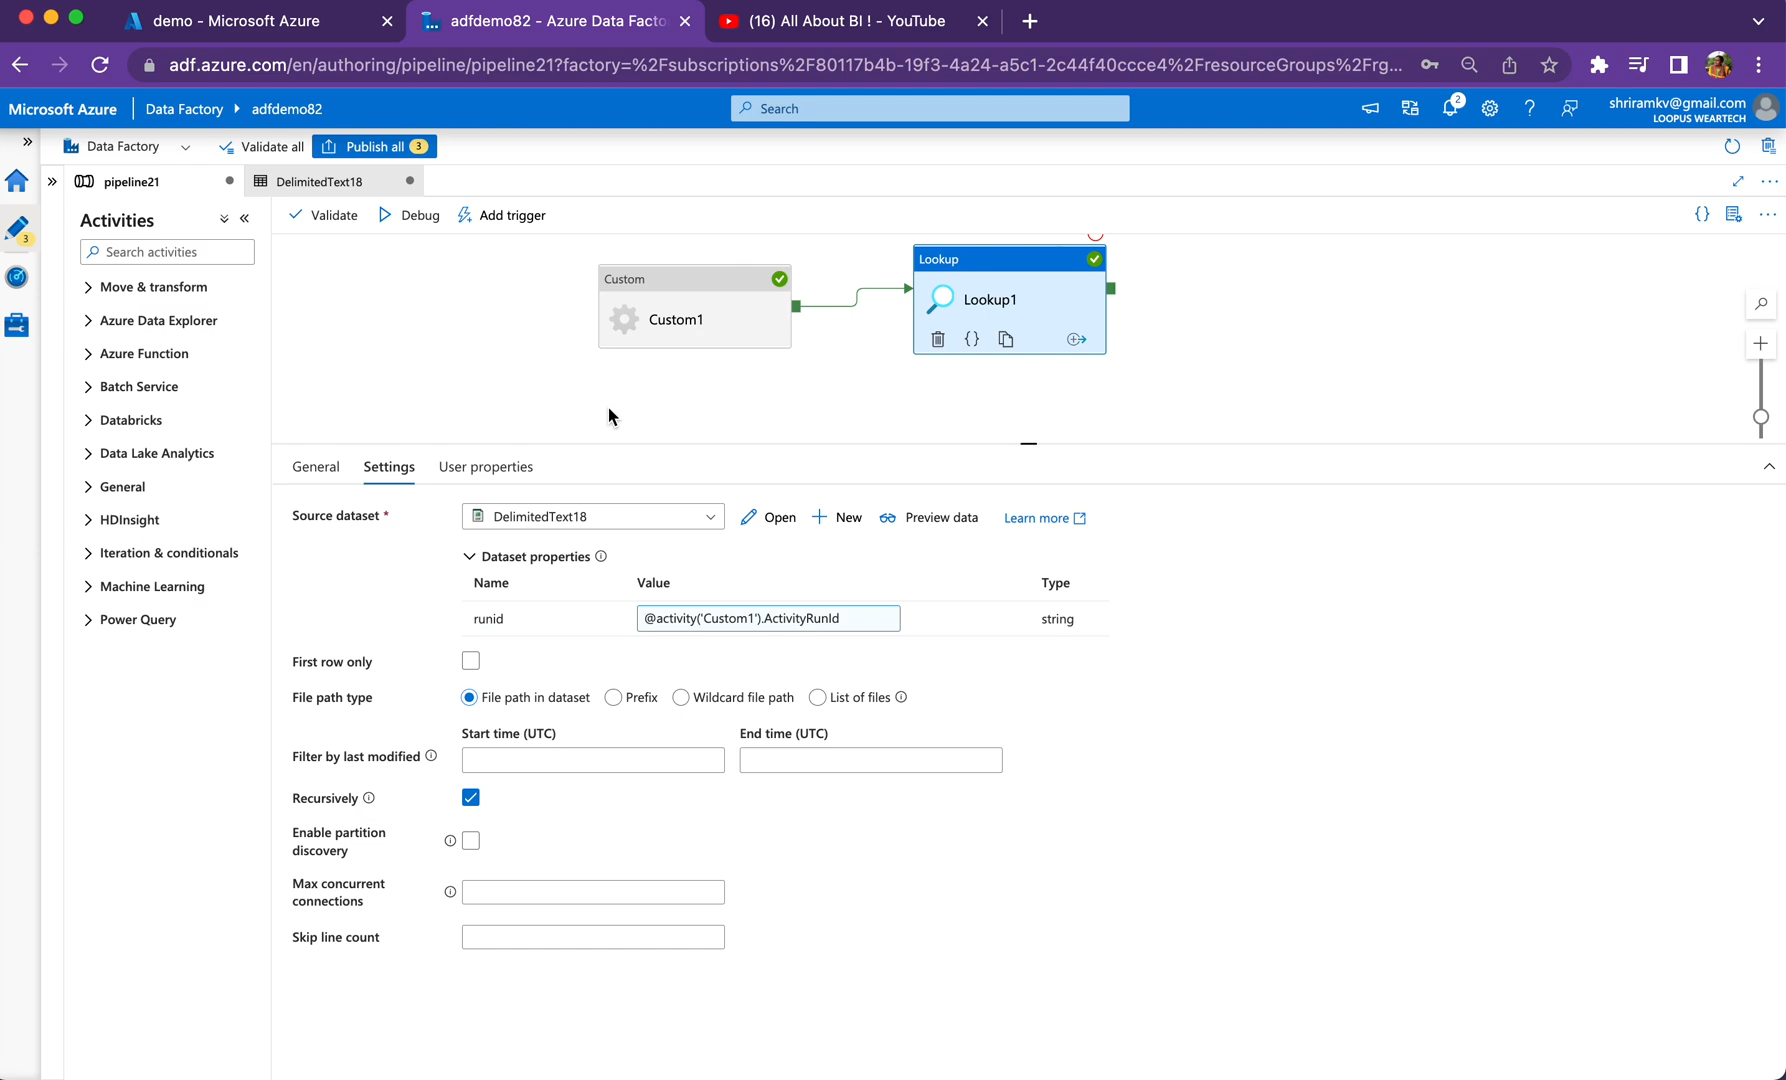 demo - Microsoft Azure
adfdemo82 - Azure Data Facto
(16) All About BI ! - YouTube
adf.azure.com/en/authoring/pipeline/pipeline21?factory=%2Fsubscriptions%2F80117b4b-19f3-4a24-a5c1-2c44f40ccce4%2FresourceGroups%2Frg...
Microsoft Azure
Data Factory
adfdemo82
Search
2
shriramkv@gmail.com
LOOPUS WEARTECH
Data Factory
Validate all
Publish all
3
pipeline21
DelimitedText18
Activities
Validate
Debug
Add trigger
3
Search activities
Move & transform
Azure Data Explorer
Azure Function
Batch Service
Databricks
Data Lake Analytics
General
HDInsight
Iteration & conditionals
Machine Learning
Power Query
Custom
Custom1
Lookup
Lookup1
General
Settings
User properties
Source dataset *
DelimitedText18
Open
New
Preview data
Learn more
Dataset properties
Name
Value
Type
runid
@activity('Custom1').ActivityRunId
string
First row only
File path type
File path in dataset
Prefix
Wildcard file path
List of files
Start time (UTC)
End time (UTC)
Filter by last modified
Recursively
Enable partition
discovery
Max concurrent
connections
Skip line count